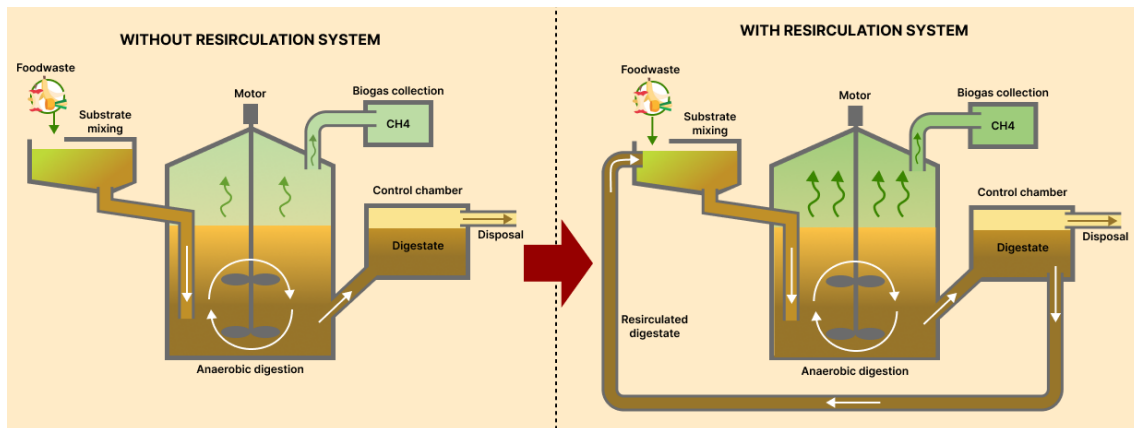 WITHOUT RESIRCULATION SYSTEM
Foodwaste
Substrate
mixing
Motor
Biogas collection
CH4
Control chamber
Digestate
Disposal
Anaerobic digestion
WITH RESIRCULATION SYSTEM
Foodwaste
Substrate
mixing
Motor
Biogas collection
CH4
Control chamber
Digestate
Disposal
Resirculated
digestate
Anaerobic digestion